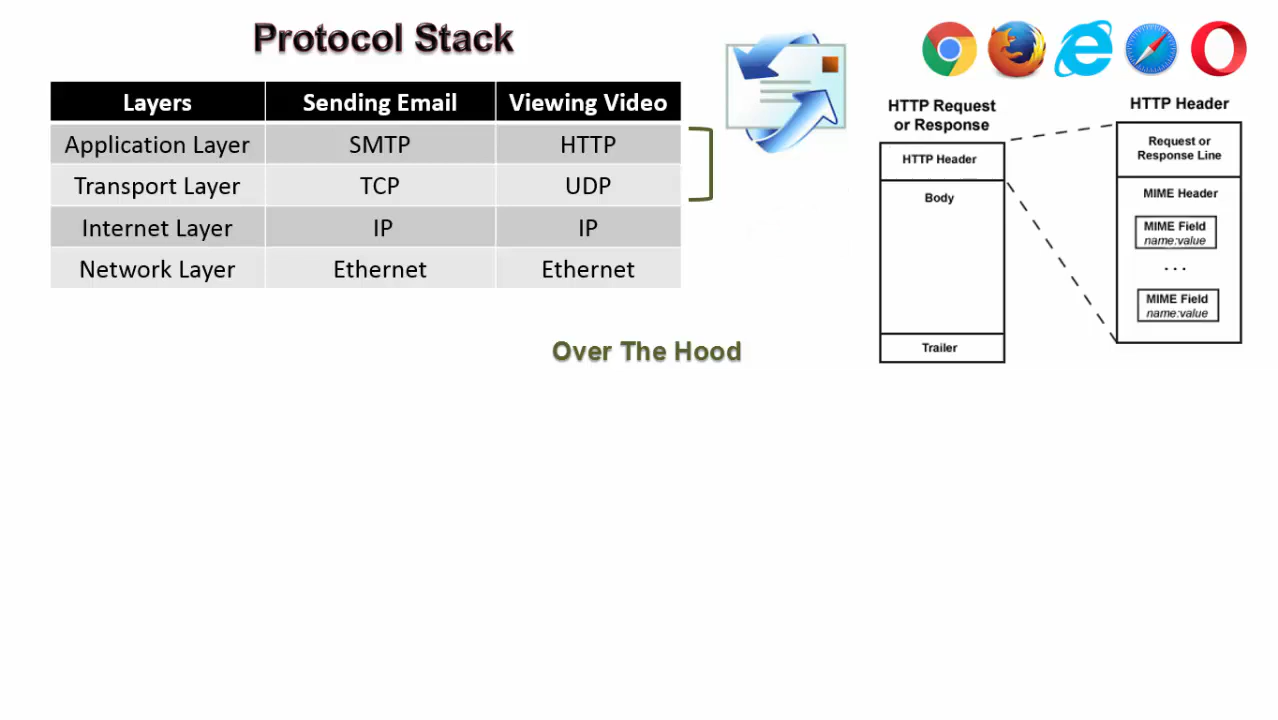 Protocol Stack
Layers Sending Email Viewing Video
Application Layer SMTP HTTP
Transport Layer TCP UDP
Internet Layer IP IP
Network Layer Ethernet Ethernet
Over The Hood
HTTP Request
or Response
HTTP Header
Body
Trailer
HTTP Header
Request or
Response Line
MIME Header
MIME Field
name:value
. . .
MIME Field
name:value